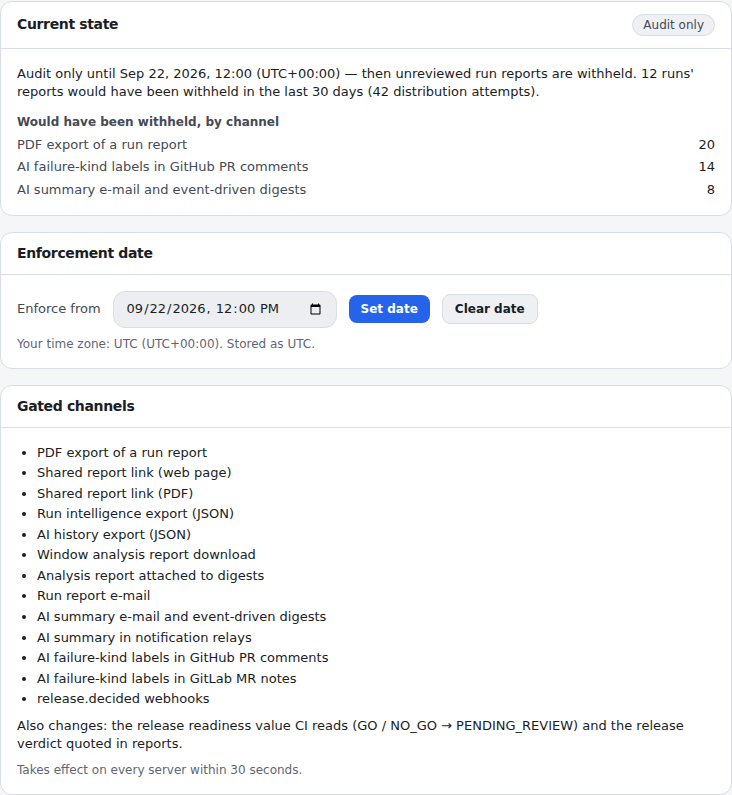 Current state
Audit only
Audit only until Sep 22, 2026, 12:00 (UTC+00:00) — then unreviewed run reports are withheld. 12 runs'
reports would have been withheld in the last 30 days (42 distribution attempts).
Would have been withheld, by channel
PDF export of a run report 20
AI failure-kind labels in GitHub PR comments 14
AI summary e-mail and event-driven digests 8
Enforcement date
Enforce from 09/22/2026, 12:00 PM Set date Clear date
Your time zone: UTC (UTC+00:00). Stored as UTC.
Gated channels
• PDF export of a run report
• Shared report link (web page)
• Shared report link (PDF)
• Run intelligence export (JSON)
• AI history export (JSON)
• Window analysis report download
• Analysis report attached to digests
• Run report e-mail
• AI summary e-mail and event-driven digests
• AI summary in notification relays
• AI failure-kind labels in GitHub PR comments
• AI failure-kind labels in GitLab MR notes
• release.decided webhooks
Also changes: the release readiness value CI reads (GO / NO_GO → PENDING_REVIEW) and the release
verdict quoted in reports.
Takes effect on every server within 30 seconds.